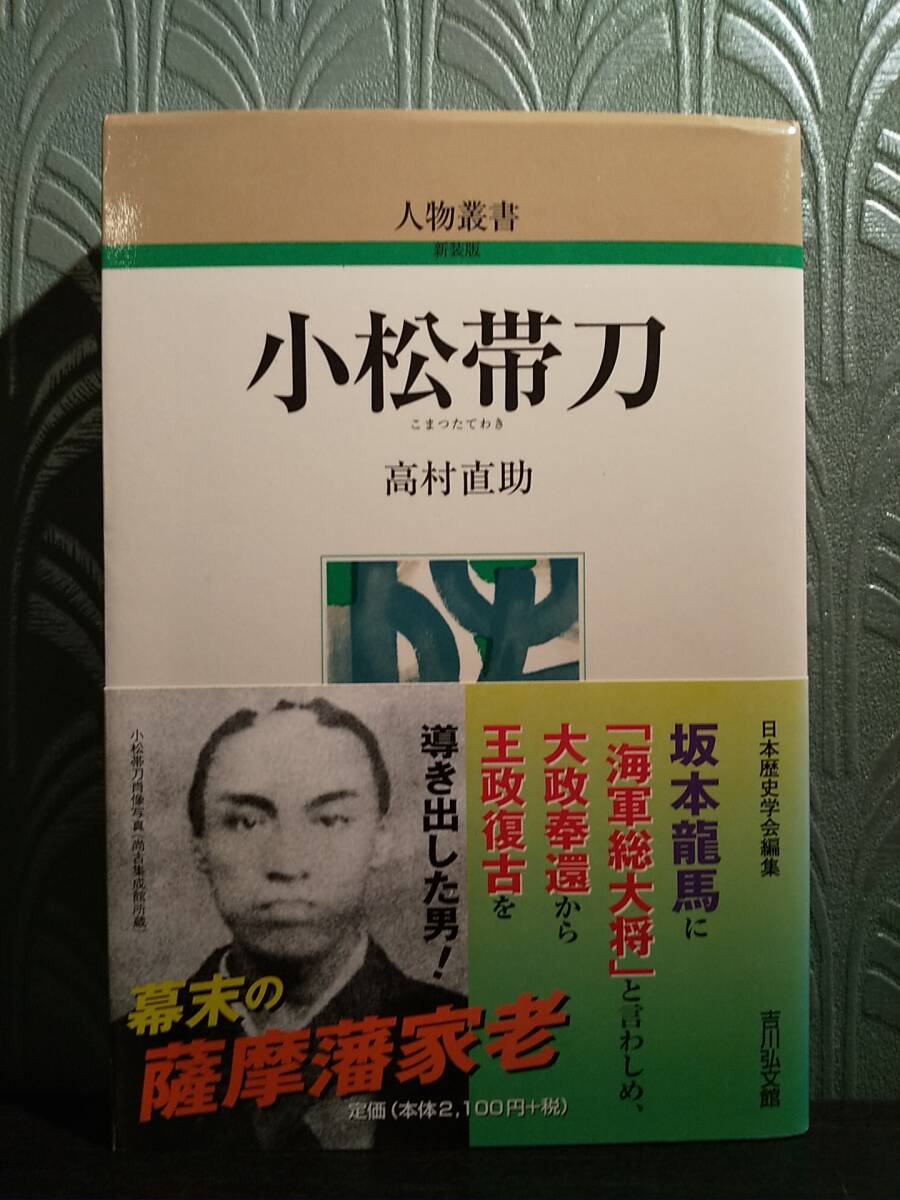 人物叢書
新装版
小松帯刀
こまつたてわき
高村直助
日本歴史学会編集
吉川弘文館
坂本龍馬に
「海軍総大将」と言わしめ、
大政奉還から
王政復古を
導き出した男!
小松帯刀肖像写真(尚古集成館所蔵)
幕末の
薩摩藩家老
定価(本体2,100円+税)